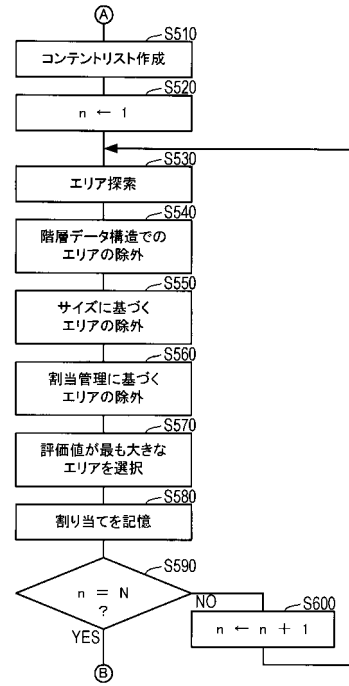 A
S510
コンテントリスト作成
S520
n ← 1
S530
エリア探索
S540
階層データ構造での
エリアの除外
S550
サイズに基づく
エリアの除外
S560
割当管理に基づく
エリアの除外
S570
評価値が最も大きな
エリアを選択
S580
割り当てを記憶
S590
n = N
?
NO
YES
S600
n ← n + 1
B